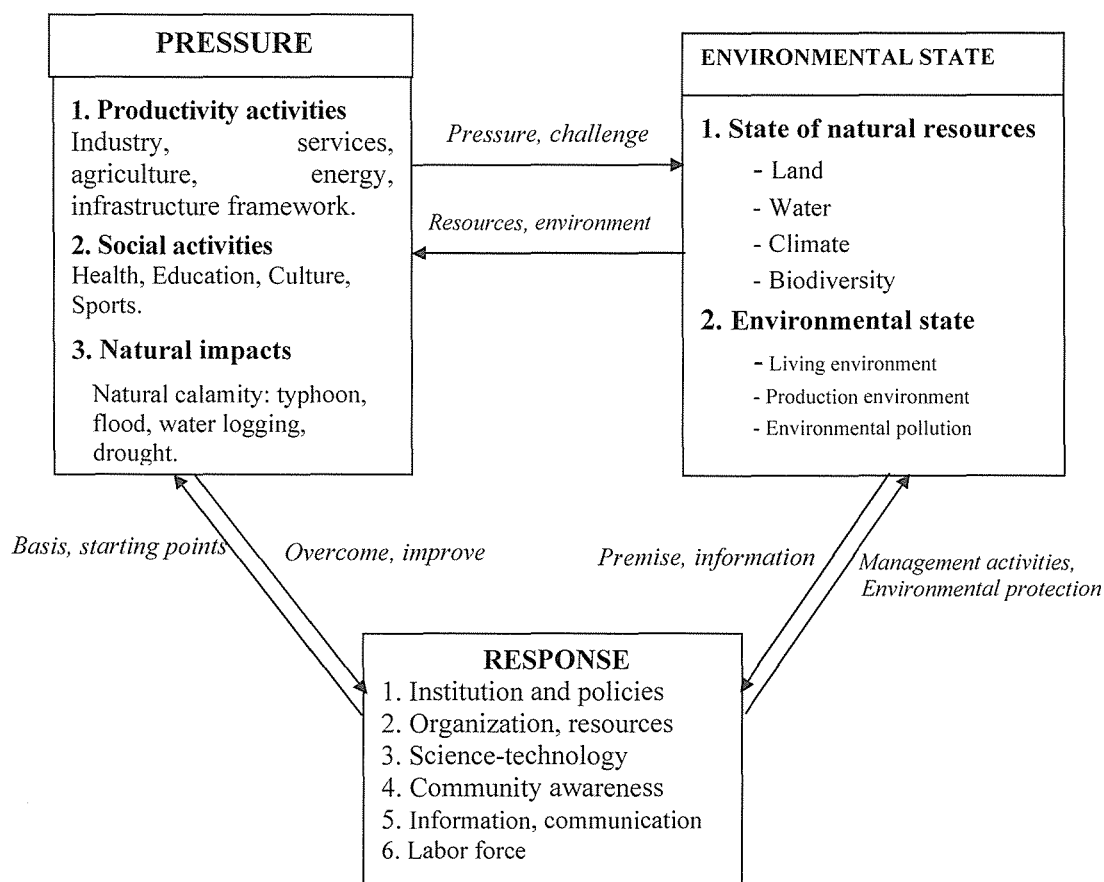 PRESSURE
1. Productivity activities
Industry, services,
agriculture, energy,
infrastructure framework.
2. Social activities
Health, Education, Culture,
Sports.
3. Natural impacts
Natural calamity: typhoon,
flood, water logging,
drought.
Pressure, challenge
Resources, environment
ENVIRONMENTAL STATE
1. State of natural resources
- Land
- Water
- Climate
- Biodiversity
2. Environmental state
- Living environment
- Production environment
- Environmental pollution
Basis, starting points
Overcome, improve
Premise, information
Management activities,
Environmental protection
RESPONSE
1. Institution and policies
2. Organization, resources
3. Science-technology
4. Community awareness
5. Information, communication
6. Labor force